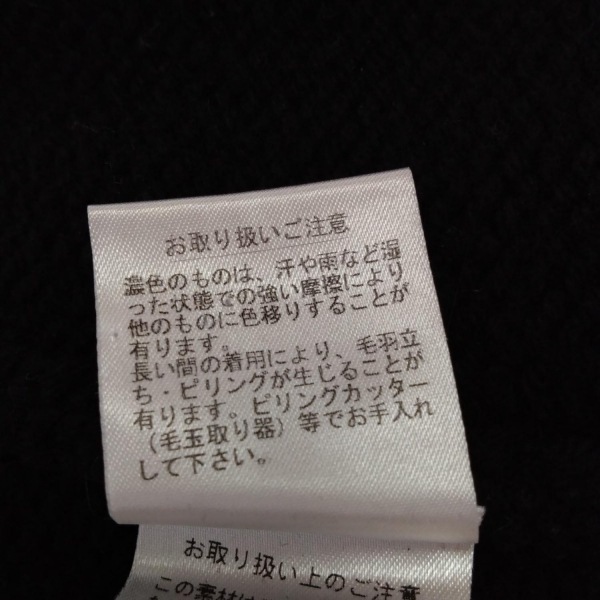 お取り扱いご注意
濃色のものは、汗や雨など湿
った状態での強い摩擦により
他のものに色移りすることが
有ります。
長い間の着用により、毛羽立
ち・ピリングが生じることが
有ります。ピリングカッター
（毛玉取り器）等でお手入れ
して下さい。
お取り扱い上のご注意
この素材は